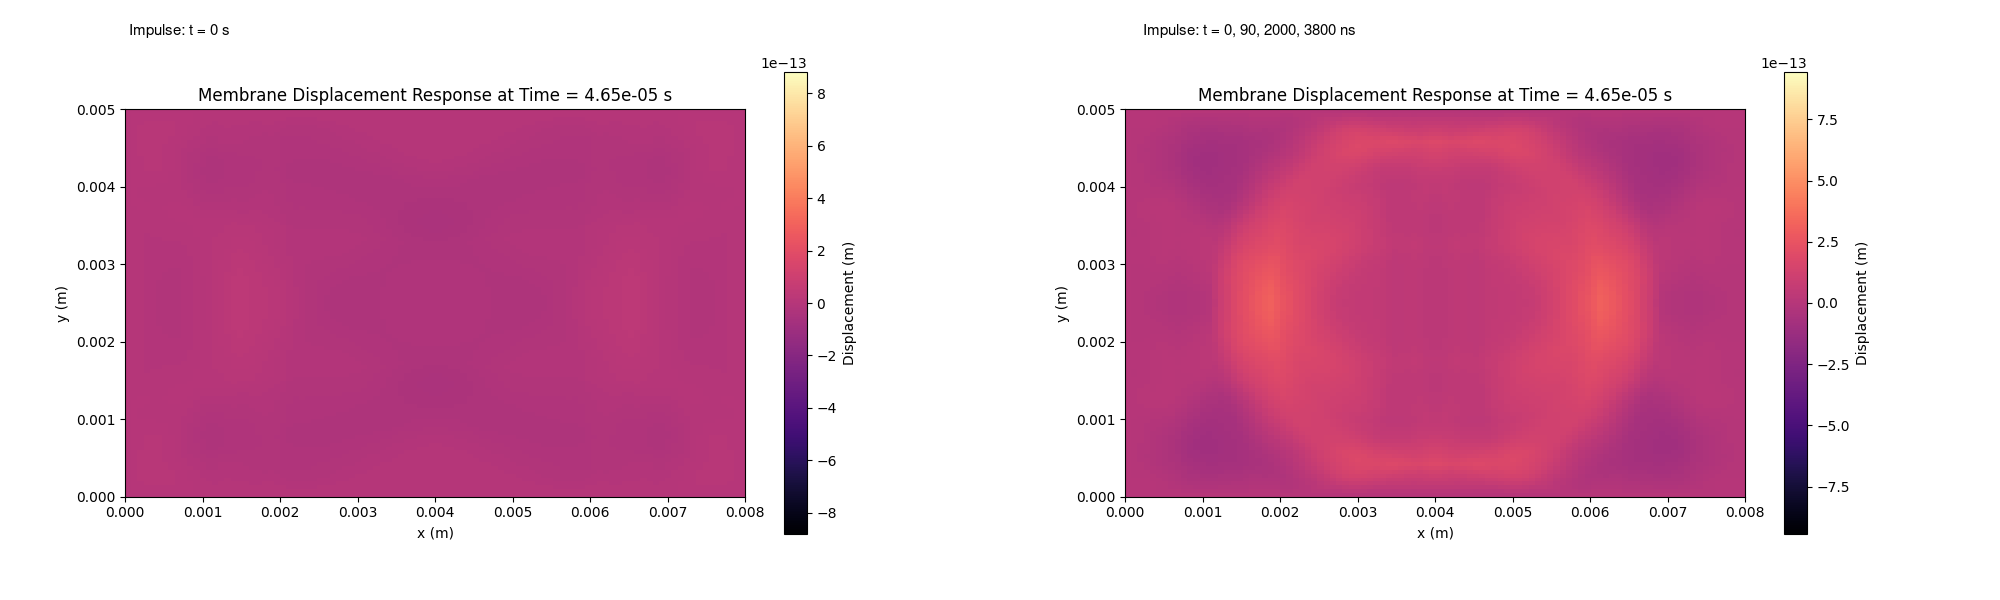 Impulse: t = 0 s
1e−13
Membrane Displacement Response at Time = 4.65e-05 s
0.005
0.004
0.003
0.002
0.001
0.000
y (m)
0.000 0.001 0.002 0.003 0.004 0.005 0.006 0.007 0.008
x (m)
8
6
4
2
0
−2
−4
−6
−8
Displacement (m)
Impulse: t = 0, 90, 2000, 3800 ns
1e−13
Membrane Displacement Response at Time = 4.65e-05 s
0.005
0.004
0.003
0.002
0.001
0.000
y (m)
0.000 0.001 0.002 0.003 0.004 0.005 0.006 0.007 0.008
x (m)
7.5
5.0
2.5
0.0
−2.5
−5.0
−7.5
Displacement (m)